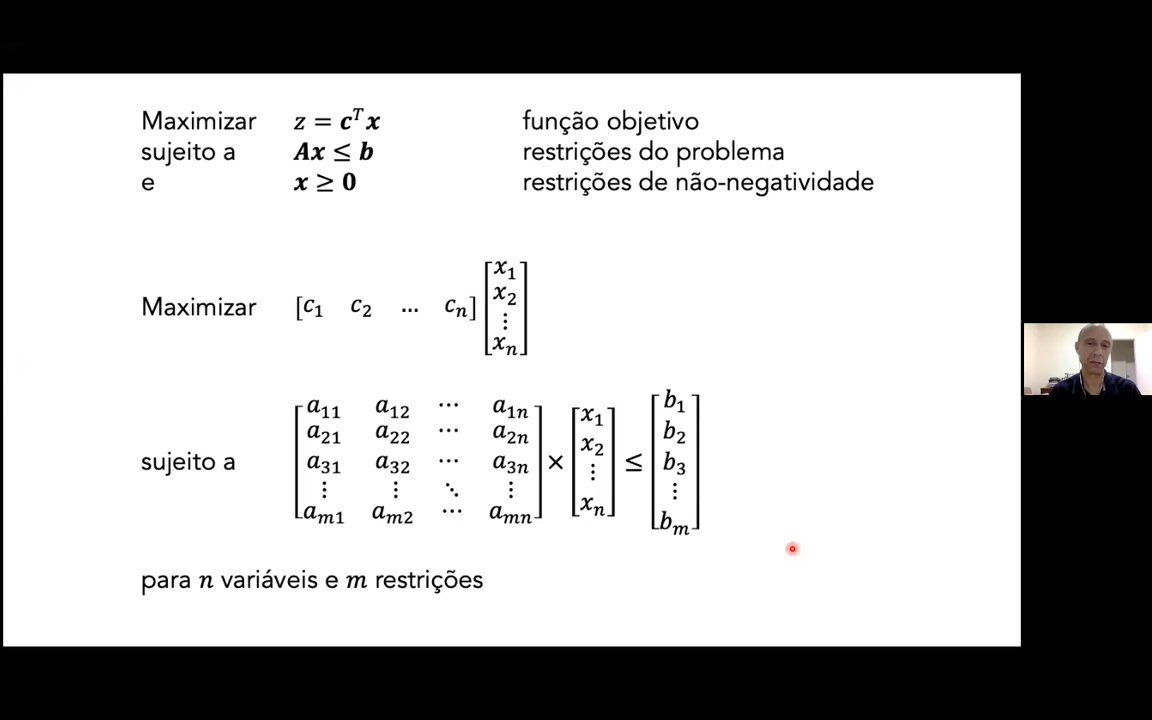 Maximizar z = cᵀx função objetivo
sujeito a Ax ≤ b restrições do problema
e x ≥ 0 restrições de não-negatividade
Maximizar [c₁ c₂ … cₙ] [x₁ x₂ ⋮ xₙ]
sujeito a [a₁₁ a₁₂ ⋯ a₁ₙ
a₂₁ a₂₂ ⋯ a₂ₙ
a₃₁ a₃₂ ⋯ a₃ₙ
⋮ ⋮ ⋱ ⋮
aₘ₁ aₘ₂ ⋯ aₘₙ] × [x₁ x₂ ⋮ xₙ] ≤ [b₁ b₂ b₃ ⋮ bₘ]
para n variáveis e m restrições